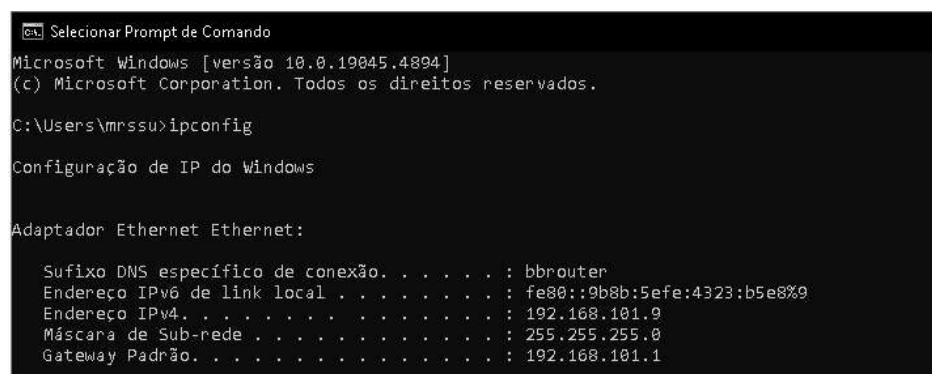 Selecionar Prompt de Comando
Microsoft Windows [versão 10.0.19045.4894]
(c) Microsoft Corporation. Todos os direitos reservados.
C:\Users\mrssu>ipconfig
Configuração de IP do Windows
Adaptador Ethernet Ethernet:
Sufixo DNS específico de conexão. . . . . . : bbrouter
Endereço IPv6 de link local . . . . . . . . : fe80::9b8b:5efe:4323:b5e8%9
Endereço IPv4. . . . . . . .  . . . . . . . : 192.168.101.9
Máscara de Sub-rede . . . . . . . . . . . . : 255.255.255.0
Gateway Padrão. . . . . . . . . . . . . . . : 192.168.101.1